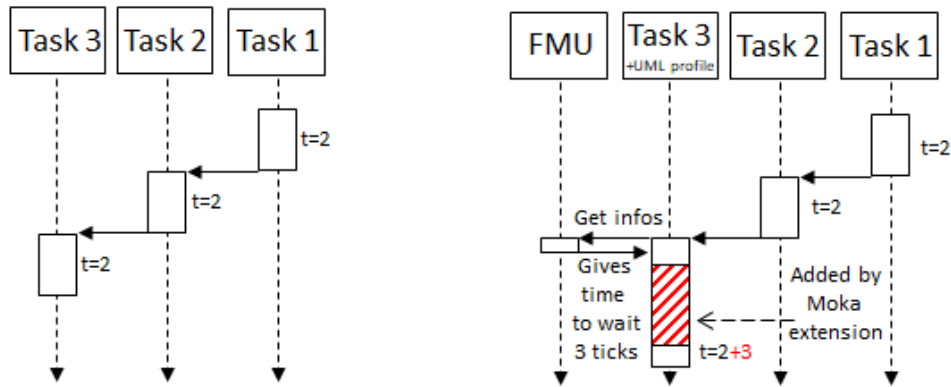 Task 3
Task 2
Task 1
t=2
t=2
t=2
FMU
Task 3
+UML profile
Task 2
Task 1
t=2
t=2
Get infos
Gives
time
to wait
3 ticks
Added by
Moka
extension
t=2+3